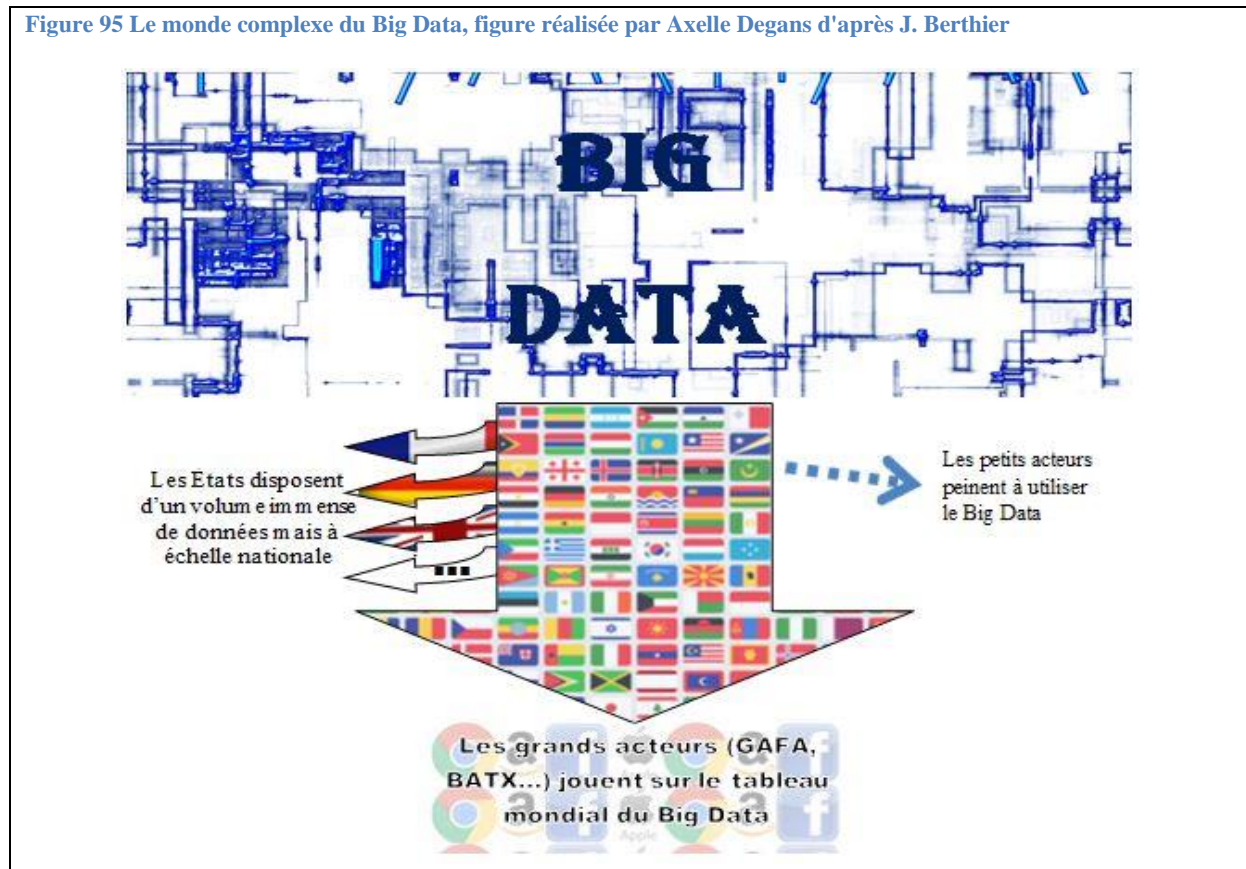 Figure 95 Le monde complexe du Big Data, figure réalisée par Axelle Degans d'après J. Berthier
BIG
DATA
Les Etats disposent
d'un volume immense
de données mais à
échelle nationale
...
Les petits acteurs
peinent à utiliser
le Big Data
Les grands acteurs (GAFA,
BATX...) jouent sur le tableau
mondial du Big Data
Apple